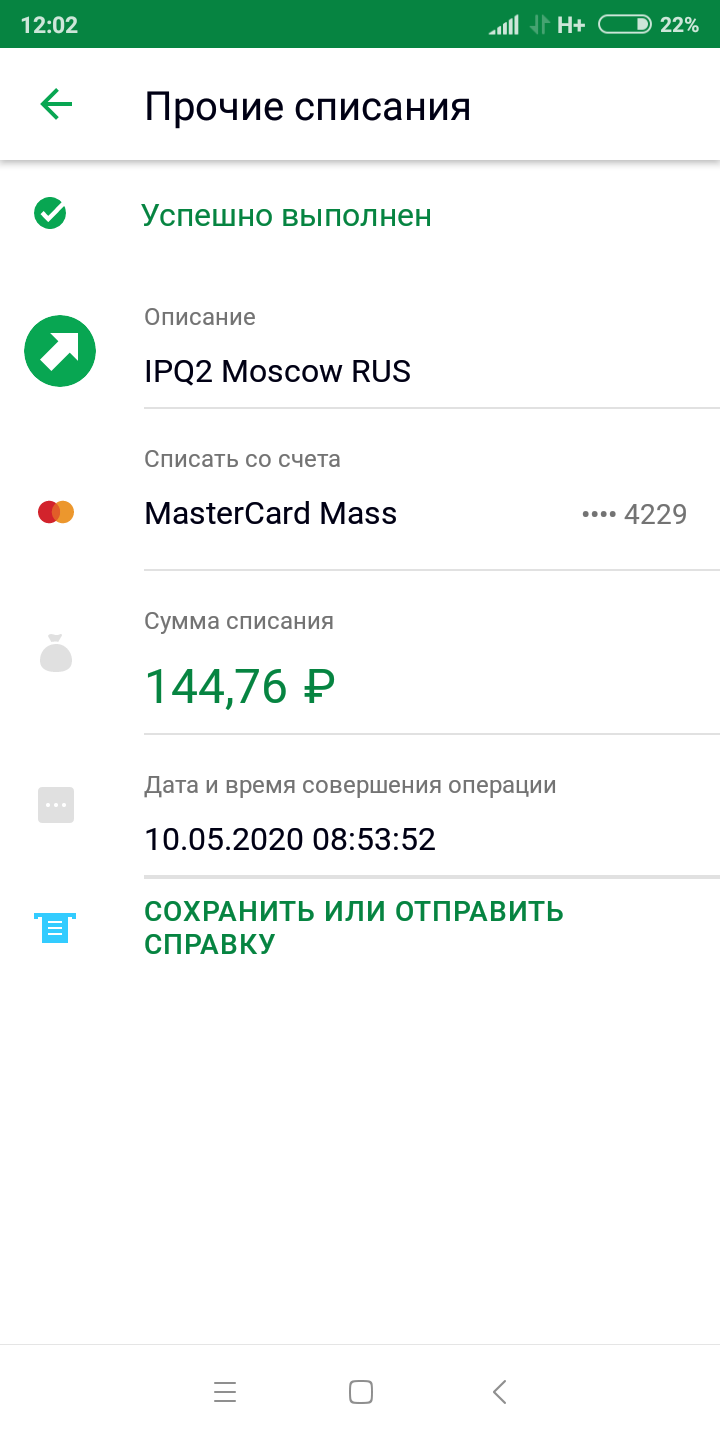 12:02 H+ 22%
Прочие списания
Успешно выполнен
Описание
IPQ2 Moscow RUS
Списать со счета
MasterCard Mass •••• 4229
Сумма списания
144,76 ₽
Дата и время совершения операции
10.05.2020 08:53:52
СОХРАНИТЬ ИЛИ ОТПРАВИТЬ
СПРАВКУ